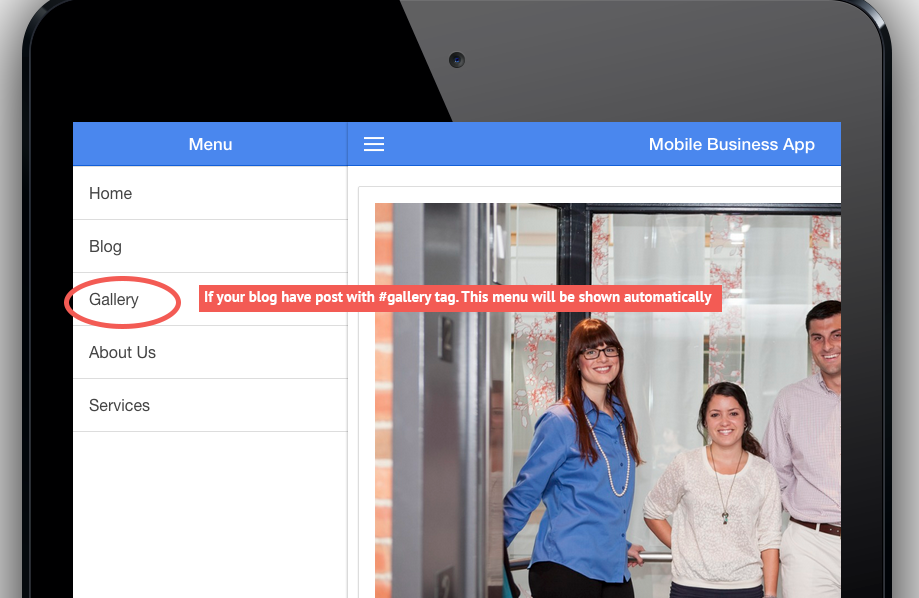 Menu
Mobile Business App
Home
Blog
Gallery
If your blog have post with #gallery tag. This menu will be shown automatically
About Us
Services